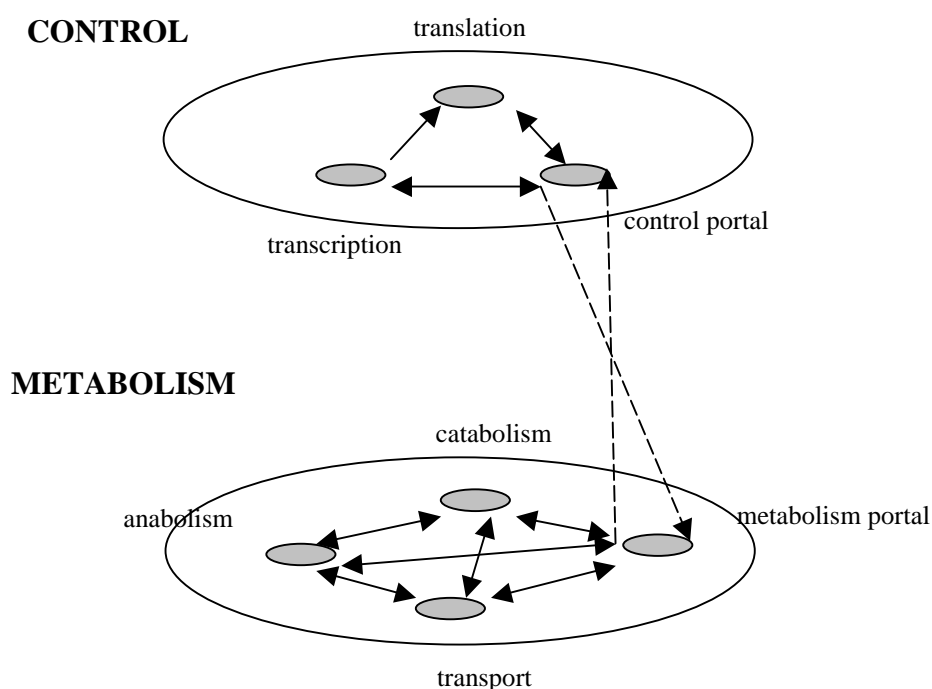 CONTROL
translation
control portal
transcription
METABOLISM
catabolism
anabolism
metabolism portal
transport